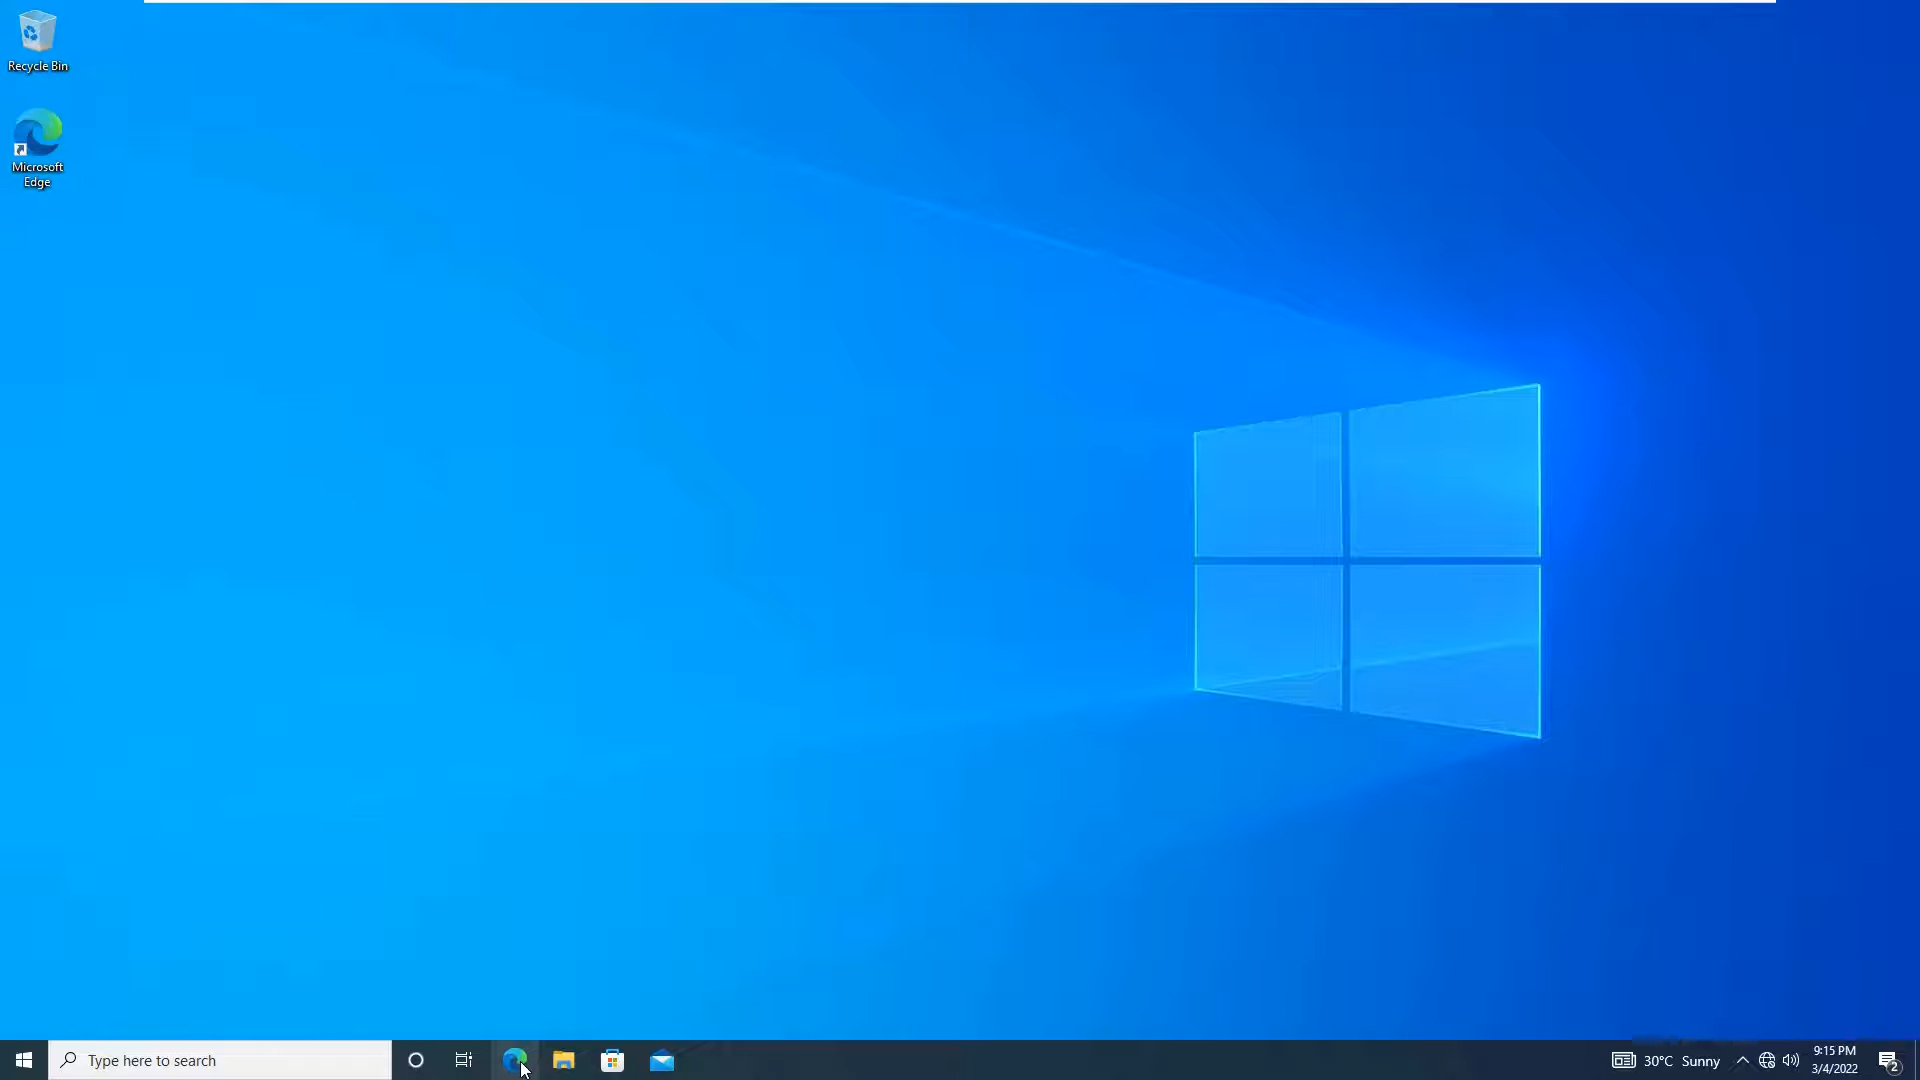 Recycle Bin
Microsoft
Edge
Type here to search
30°C Sunny
9:15 PM
3/4/2022
2